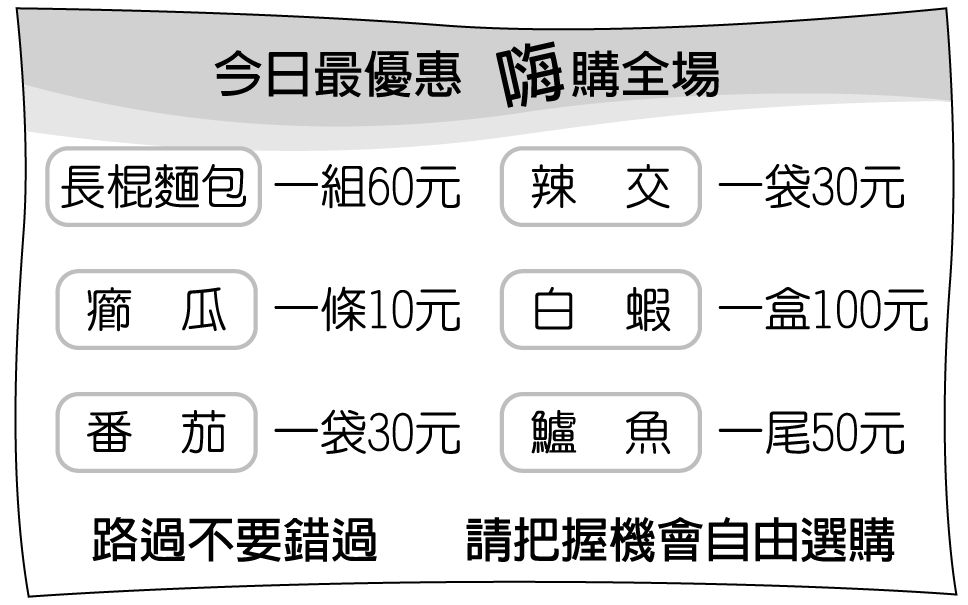 今日最優惠 嗨購全場
長棍麵包 一組60元 辣 交 一袋30元
癤 瓜 一條10元 白 蝦 一盒100元
番 茄 一袋30元 鱸 魚 一尾50元
路過不要錯過 請把握機會自由選購